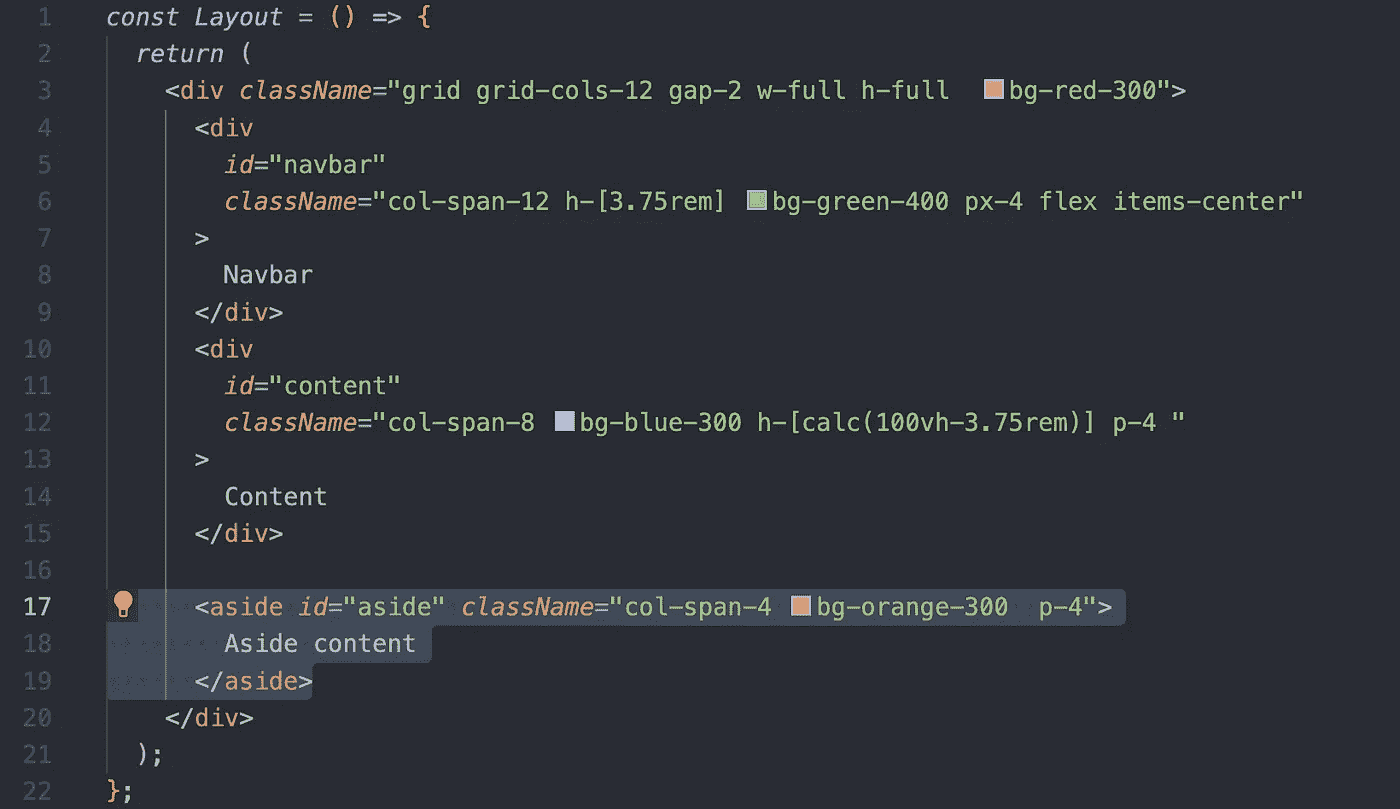 1 const Layout = () => {
2   return (
3     <div className="grid grid-cols-12 gap-2 w-full h-full  bg-red-300">
4       <div
5         id="navbar"
6         className="col-span-12 h-[3.75rem] bg-green-400 px-4 flex items-center"
7       >
8         Navbar
9       </div>
10       <div
11         id="content"
12         className="col-span-8 bg-blue-300 h-[calc(100vh-3.75rem)] p-4 "
13       >
14         Content
15       </div>
16
17       <aside id="aside" className="col-span-4 bg-orange-300  p-4">
18         Aside content
19       </aside>
20     </div>
21   );
22 };